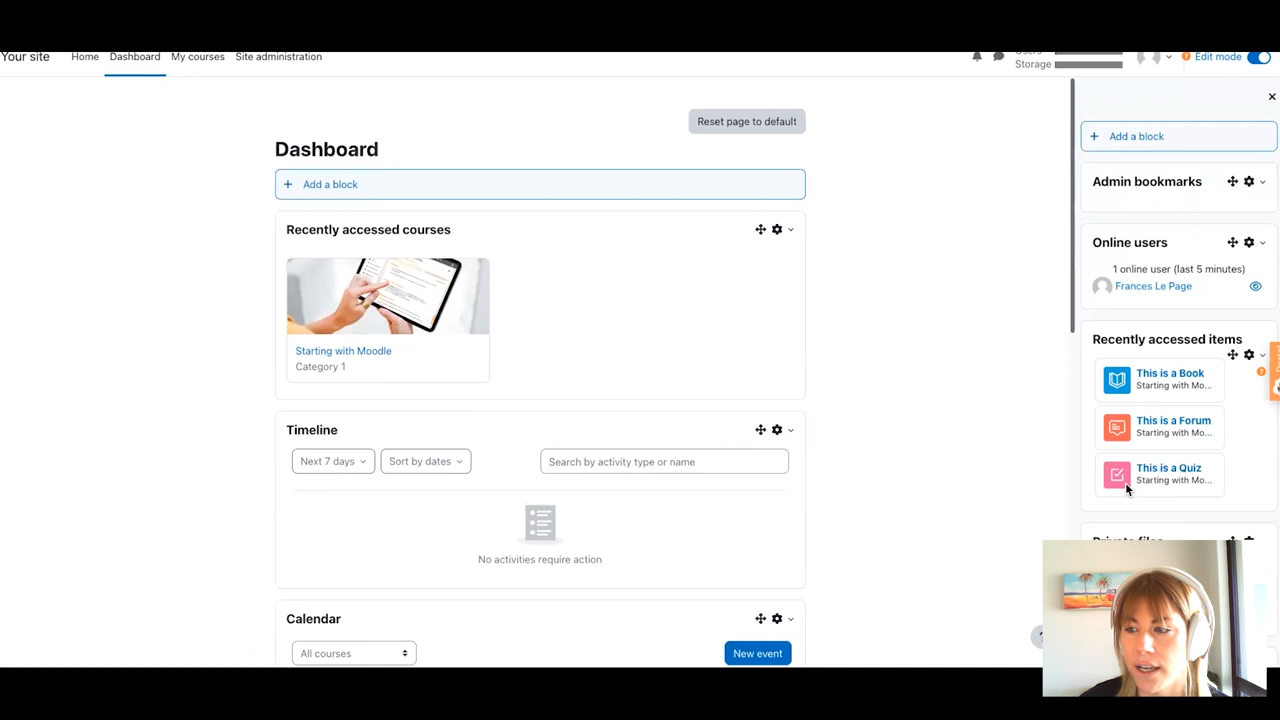 Your site
Home
Dashboard
My courses
Site administration
Storage
Edit mode
Reset page to default
Dashboard
Add a block
Recently accessed courses
Starting with Moodle
Category 1
Timeline
Next 7 days
Sort by dates
Search by activity type or name
No activities require action
Calendar
All courses
New event
Add a block
Admin bookmarks
Online users
1 online user (last 5 minutes)
Frances Le Page
Recently accessed items
This is a Book
Starting with Mo...
This is a Forum
Starting with Mo...
This is a Quiz
Starting with Mo...